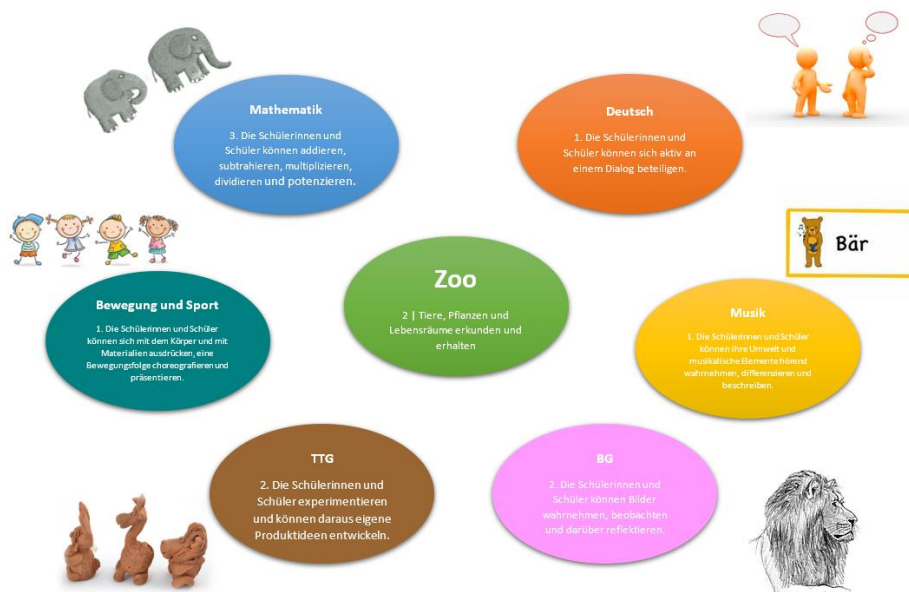 Mathematik
3. Die Schülerinnen und
Schüler können addieren,
subtrahieren, multiplizieren,
dividieren und potenzieren.
Deutsch
1. Die Schülerinnen und
Schüler können sich aktiv an
einem Dialog beteiligen.
Bär
Zoo
2 | Tiere, Pflanzen und
Lebensräume erkunden und
erhalten
Bewegung und Sport
1. Die Schülerinnen und Schüler
können sich mit dem Körper und mit
Materialien ausdrücken, eine
Bewegungsfolge choreografieren und
präsentieren.
Musik
1. Die Schülerinnen und Schüler
können ihre Umwelt und
musikalische Elemente hörend
wahrnehmen, differenzieren und
beschreiben.
TTG
2. Die Schülerinnen und
Schüler experimentieren
und können daraus eigene
Produktideen entwickeln.
BG
2. Die Schülerinnen und
Schüler können Bilder
wahrnehmen, beobachten
und darüber reflektieren.